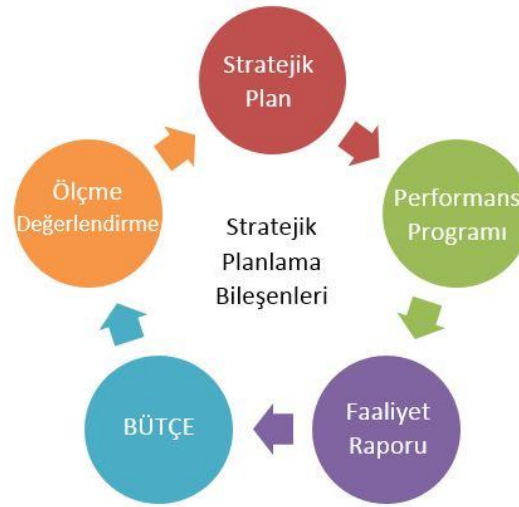 Stratejik
Plan
Performans
Programı
Faaliyet
Raporu
BÜTÇE
Ölçme
Değerlendirme
Stratejik
Planlama
Bileşenleri